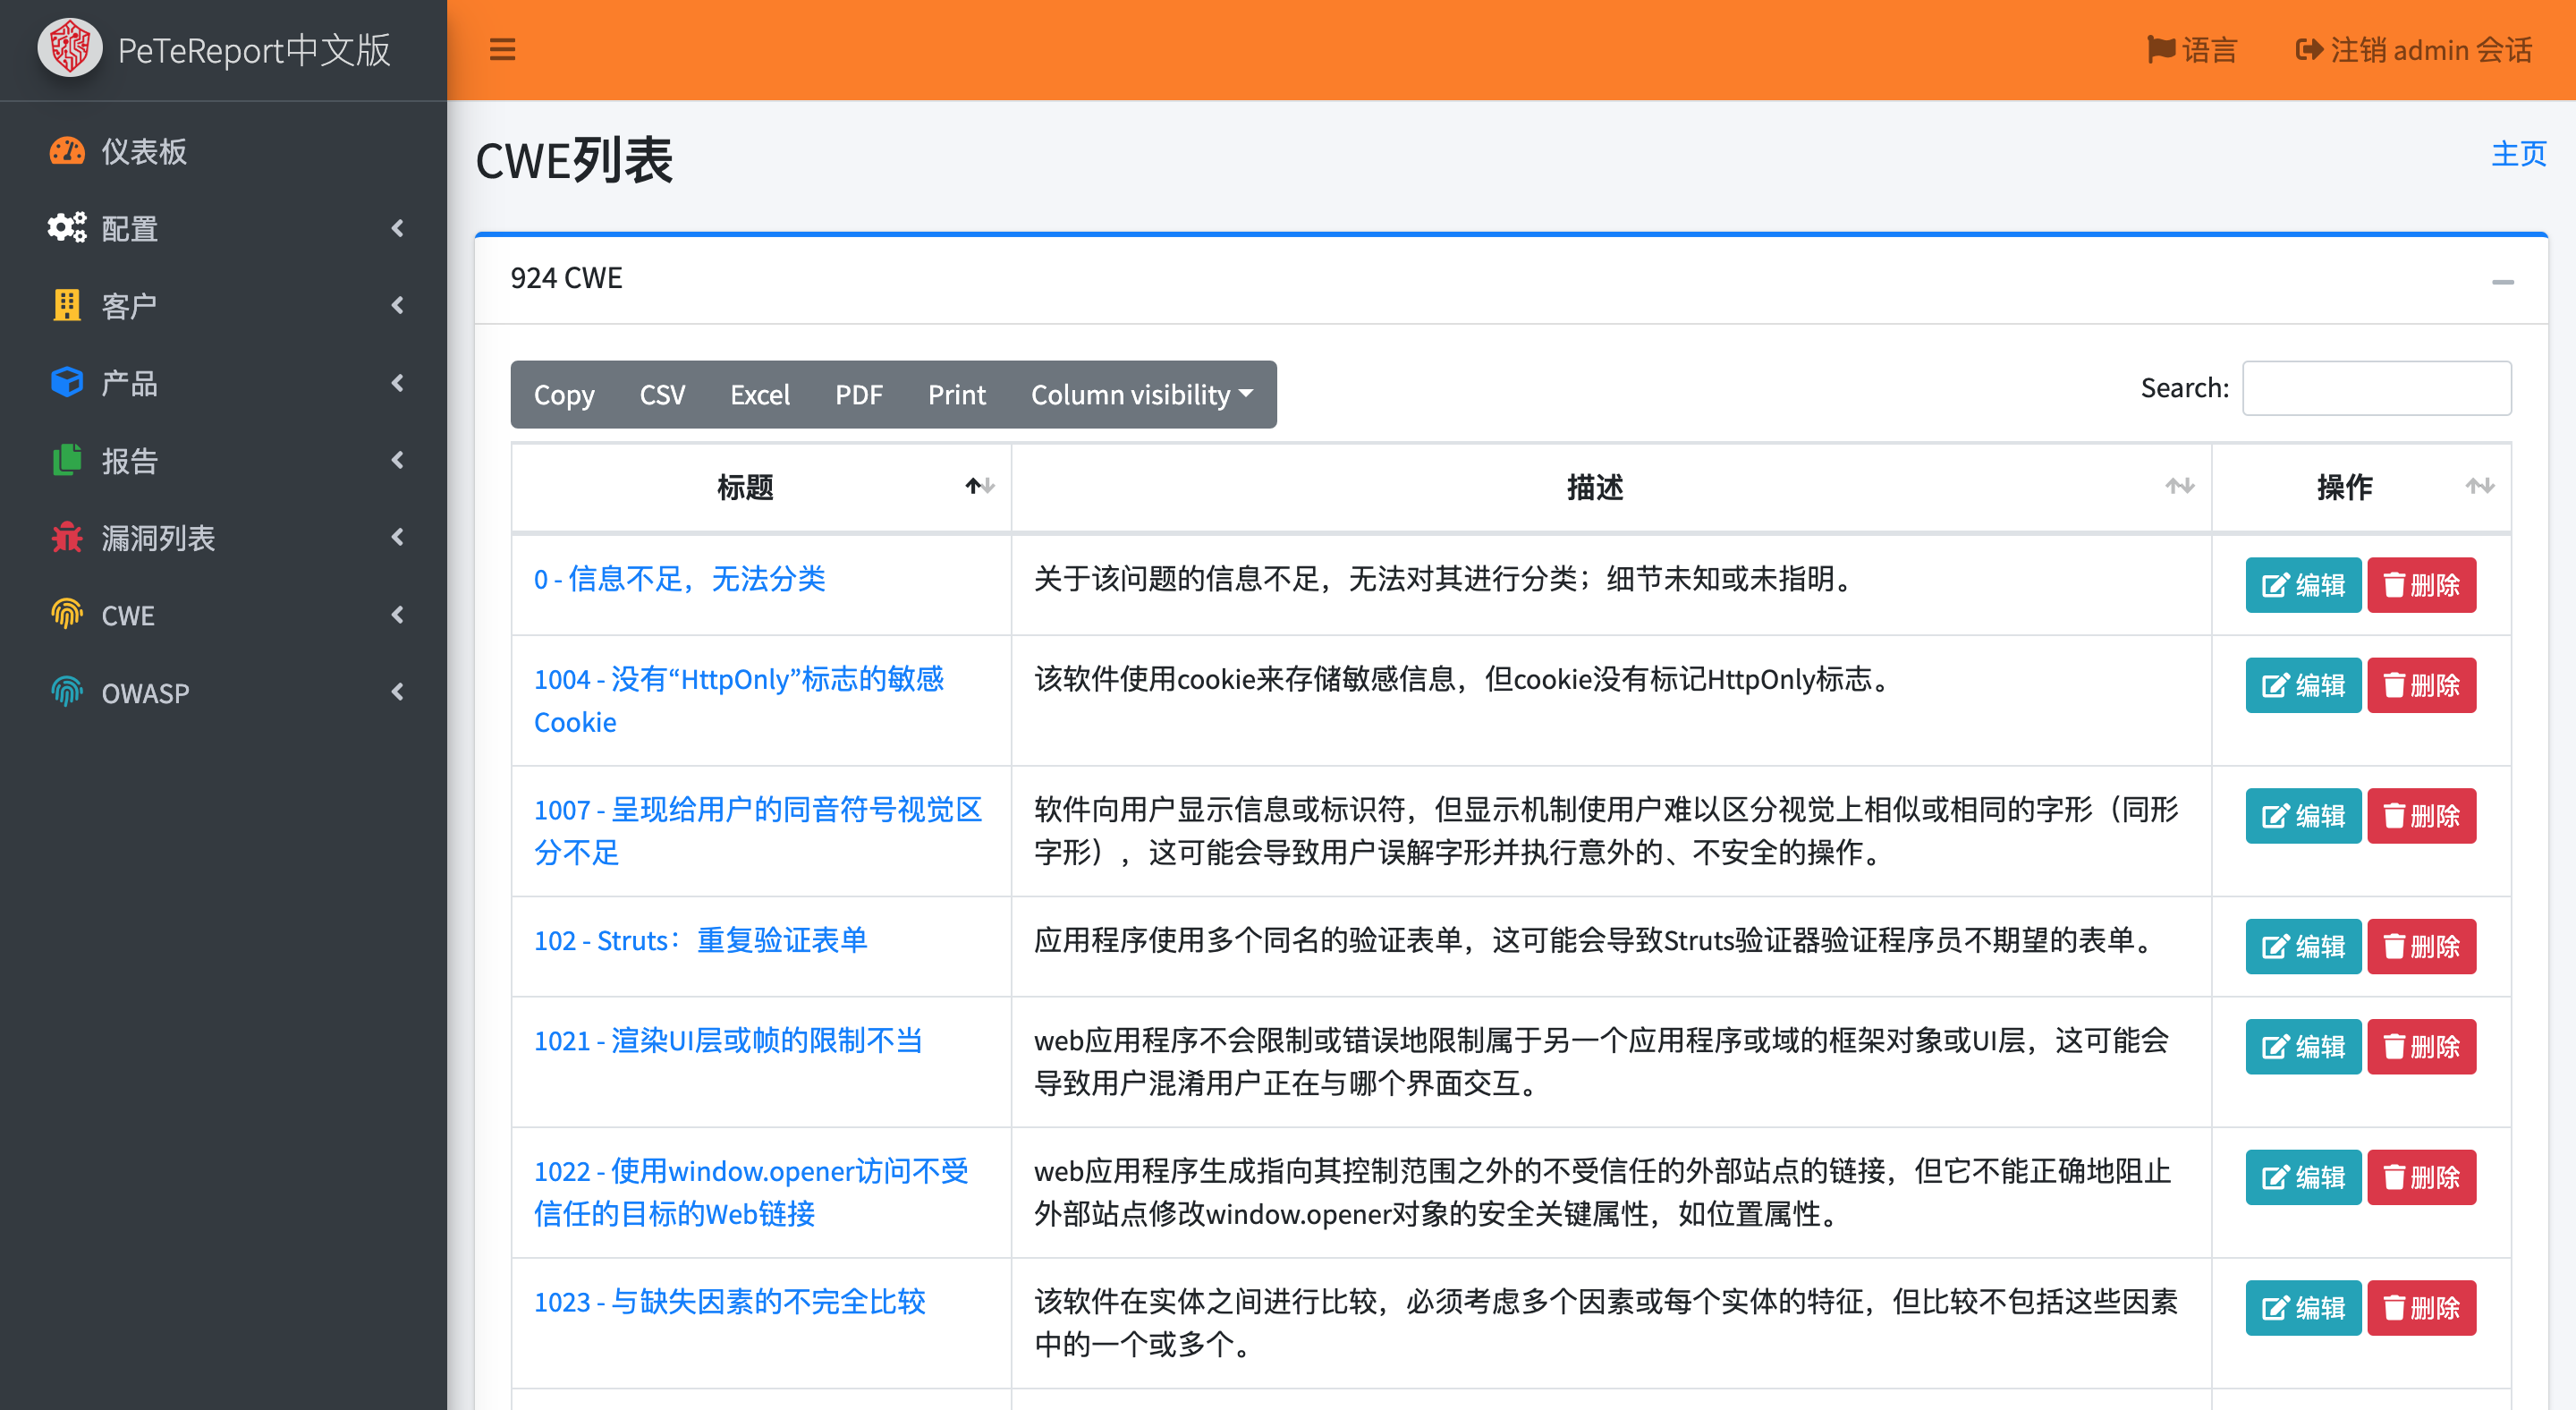 PeTeReport中文版
语言
注销 admin 会话
仪表板
配置
客户
产品
报告
漏洞列表
CWE
OWASP
CWE列表
主页
924 CWE
Copy CSV Excel PDF Print Column visibility
Search:
标题 描述 操作
0 - 信息不足，无法分类 关于该问题的信息不足，无法对其进行分类；细节未知或未指明。 编辑 删除
1004 - 没有“HttpOnly”标志的敏感 该软件使用cookie来存储敏感信息，但cookie没有标记HttpOnly标志。 编辑 删除
Cookie
1007 - 呈现给用户的同音符号视觉区 软件向用户显示信息或标识符，但显示机制使用户难以区分视觉上相似或相同的字形（同形 编辑 删除
分不足 字形），这可能会导致用户误解字形并执行意外的、不安全的操作。
102 - Struts：重复验证表单 应用程序使用多个同名的验证表单，这可能会导致Struts验证器验证程序员不期望的表单。 编辑 删除
1021 - 渲染UI层或帧的限制不当 web应用程序不会限制或错误地限制属于另一个应用程序或域的框架对象或UI层，这可能会 编辑 删除
导致用户混淆用户正在与哪个界面交互。
1022 - 使用window.opener访问不受 web应用程序生成指向其控制范围之外的不受信任的外部站点的链接，但它不能正确地阻止 编辑 删除
信任的目标的Web链接 外部站点修改window.opener对象的安全关键属性，如位置属性。
1023 - 与缺失因素的不完全比较 该软件在实体之间进行比较，必须考虑多个因素或每个实体的特征，但比较不包括这些因素 编辑 删除
中的一个或多个。